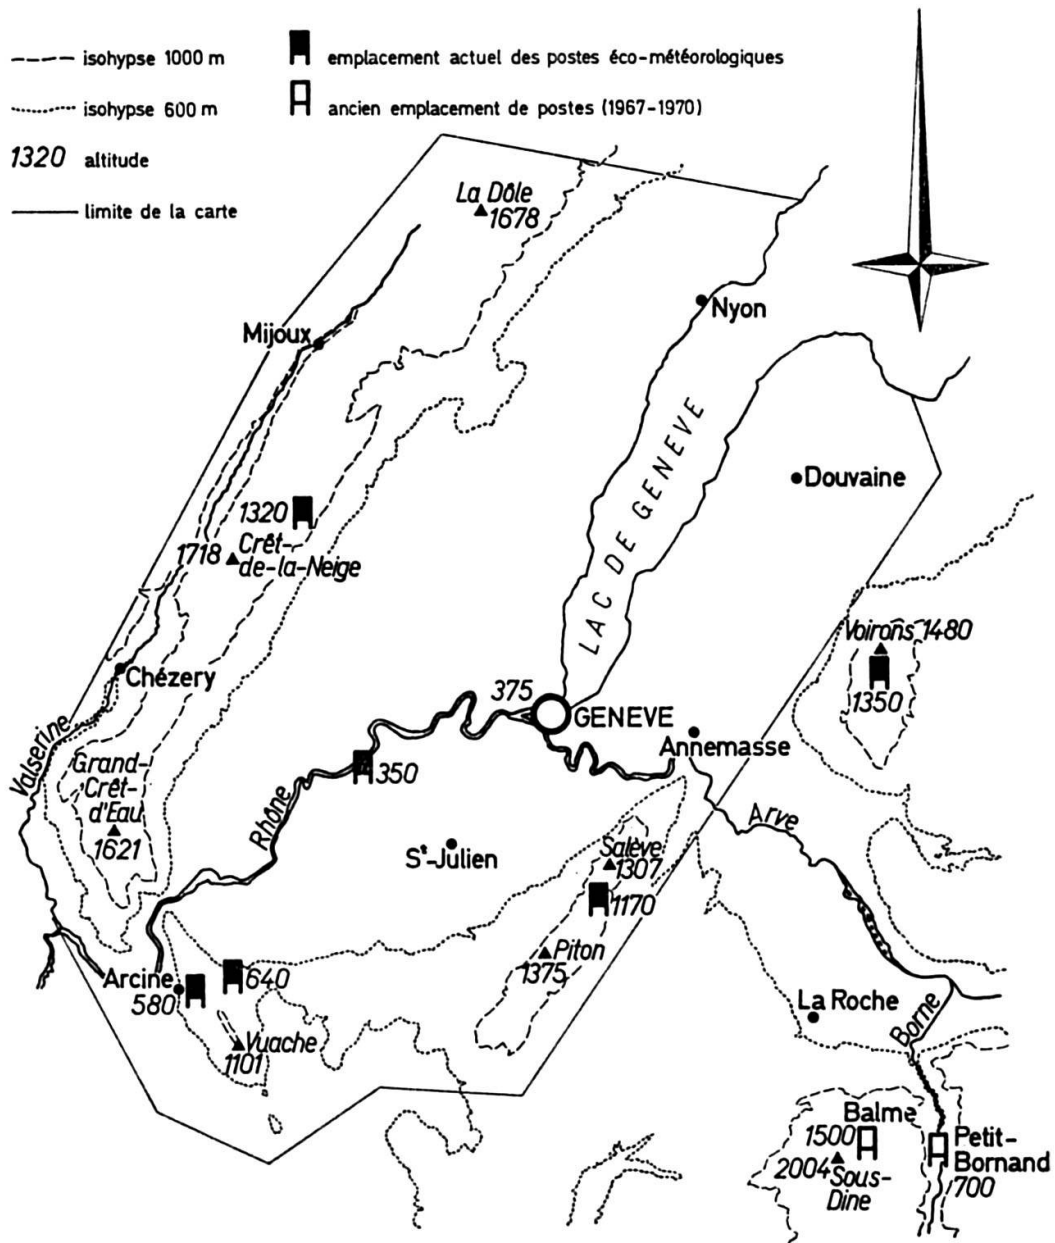 isohypse 1000 m
emplacement actuel des postes éco-météorologiques
isohypse 600 m
ancien emplacement de postes (1967-1970)
1320 altitude
limite de la carte
La Dôle
1678
Nyon
Mijoux
LAC DE GENEVE
Douvaine
1320
1718 Crêt-
de-la-Neige
Voirons 1480
1350
Chézery
375
GENEVE
Annemasse
Valserine
Grand-
Crêt-
d'Eau
1621
350
Rhône
Arve
St-Julien
Salève
1307
1170
Piton
1375
Arcine
580
640
Vuache
1101
La Roche
Borne
Balme
1500
2004 Sous-
Dine
Petit-
Bornand
700